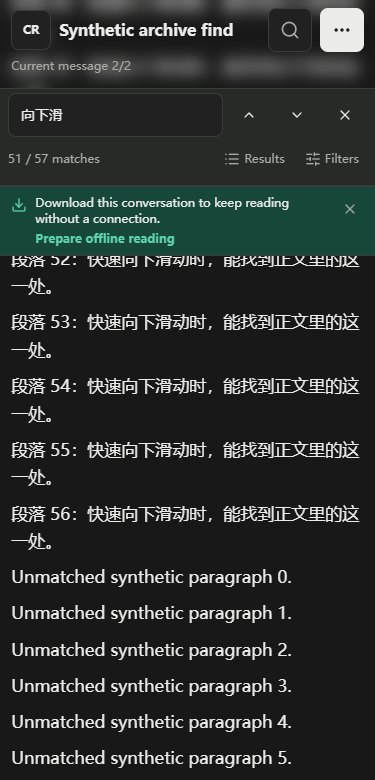 CR Synthetic archive find
Current message 2/2
向下滑
51 / 57 matches Results Filters
Download this conversation to keep reading
without a connection.
Prepare offline reading
段落 52：快速向下滑动时，能找到正文里的这
一处。
段落 53：快速向下滑动时，能找到正文里的这
一处。
段落 54：快速向下滑动时，能找到正文里的这
一处。
段落 55：快速向下滑动时，能找到正文里的这
一处。
段落 56：快速向下滑动时，能找到正文里的这
一处。
Unmatched synthetic paragraph 0.
Unmatched synthetic paragraph 1.
Unmatched synthetic paragraph 2.
Unmatched synthetic paragraph 3.
Unmatched synthetic paragraph 4.
Unmatched synthetic paragraph 5.